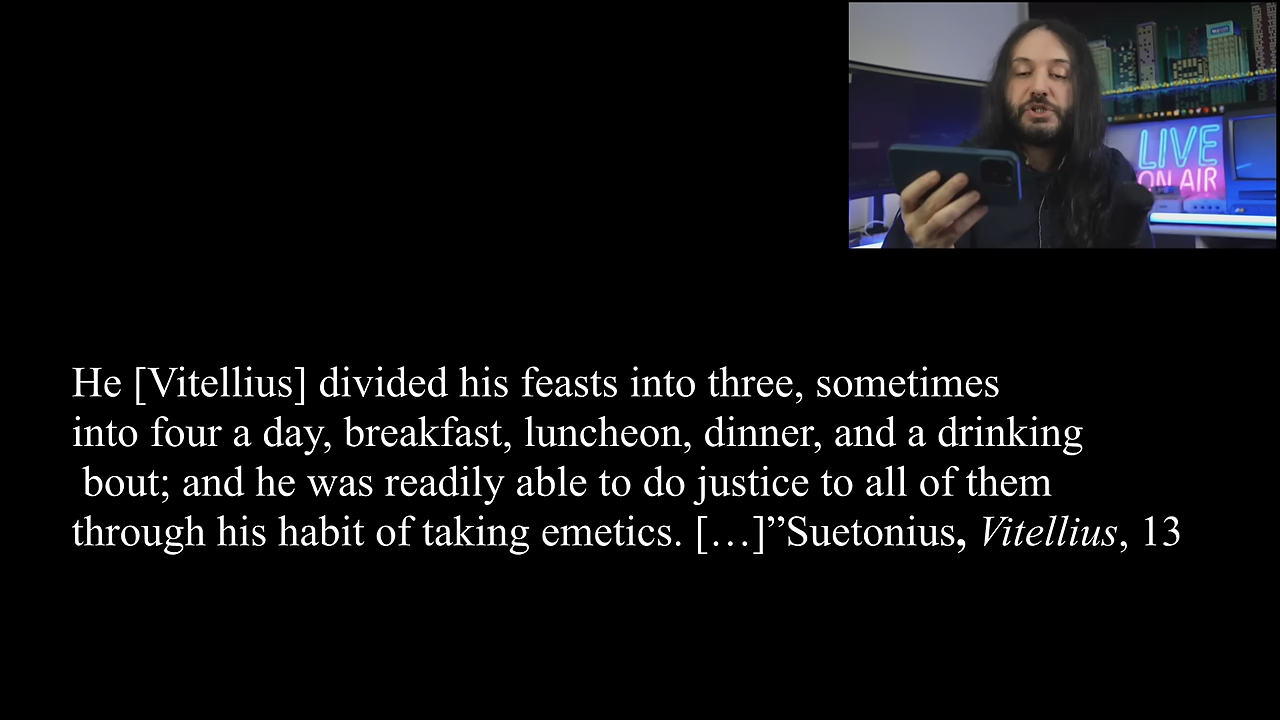 LIVE
ON AIR
He [Vitellius] divided his feasts into three, sometimes
into four a day, breakfast, luncheon, dinner, and a drinking
bout; and he was readily able to do justice to all of them
through his habit of taking emetics. […]”Suetonius, Vitellius, 13